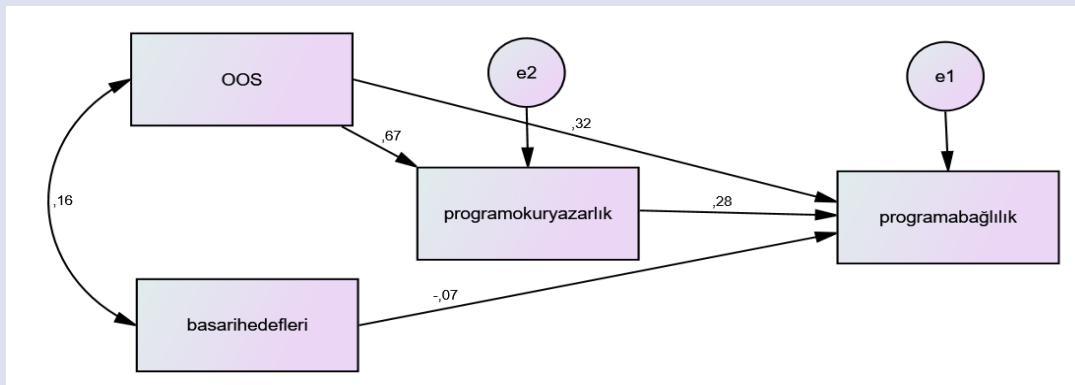 OOS
e2
e1
,67
,32
programokuryazarlık
,28
programabağlılık
,16
-,07
basarihedefleri